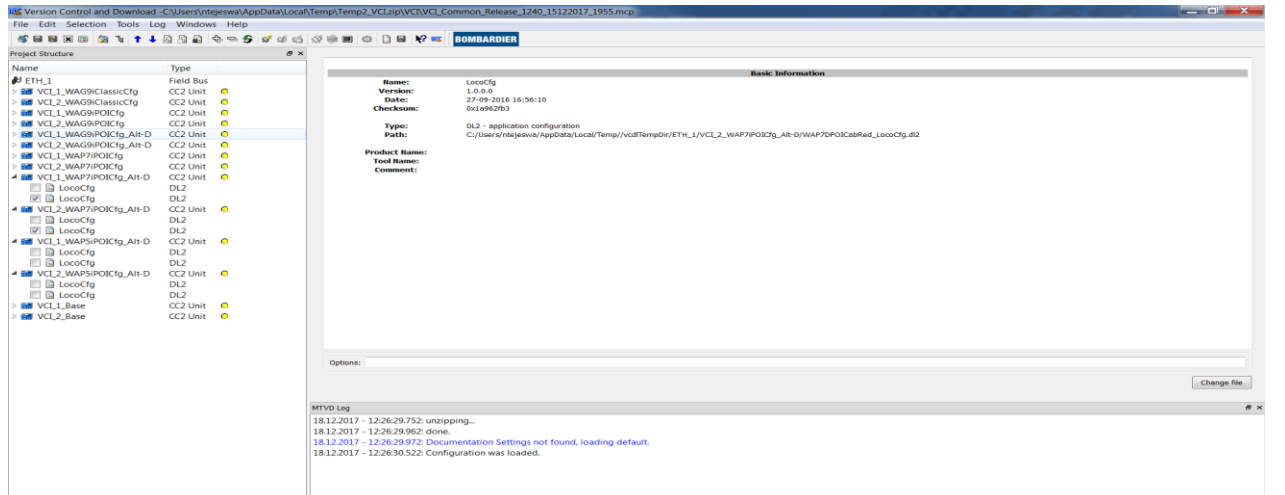 Version Control and Download -C:\Users\ntejeswa\AppData\Local\Temp\Temp2_VCI.zip\VCI\VCI_Common_Release_1240_15122017_1955.mcp
File Edit Selection Tools Log Windows Help
BOMBARDIER
Project Structure
Name Type
ETH_1 Field Bus
VCI_1_WAG9iClassicCfg CC2 Unit
VCI_2_WAG9iClassicCfg CC2 Unit
VCI_1_WAG9iPOICfg CC2 Unit
VCI_2_WAG9iPOICfg CC2 Unit
VCI_1_WAG9iPOICfg_Alt-D CC2 Unit
VCI_2_WAG9iPOICfg_Alt-D CC2 Unit
VCI_1_WAP7iPOICfg CC2 Unit
VCI_2_WAP7iPOICfg CC2 Unit
VCI_1_WAP7iPOICfg_Alt-D CC2 Unit
LocoCfg DL2
LocoCfg DL2
VCI_2_WAP7iPOICfg_Alt-D CC2 Unit
LocoCfg DL2
LocoCfg DL2
VCI_1_WAP5iPOICfg_Alt-D CC2 Unit
LocoCfg DL2
LocoCfg DL2
VCI_2_WAP5iPOICfg_Alt-D CC2 Unit
LocoCfg DL2
LocoCfg DL2
VCI_1_Base CC2 Unit
VCI_2_Base CC2 Unit
Basic Information
Name: LocoCfg
Version: 1.0.0.0
Date: 27-09-2016 16:56:10
Checksum: 0x1a962fb3
Type: DL2 - application configuration
Path: C:/Users/ntejeswa/AppData/Local/Temp//vcdlTempDir/ETH_1/VCI_2_WAP7iPOICfg_Alt-D/WAP7DPOICabRed_LocoCfg.dl2
Product Name:
Tool Name:
Comment:
Options:
Change file
MTVD Log
18.12.2017 - 12:26:29.752: unzipping...
18.12.2017 - 12:26:29.962: done.
18.12.2017 - 12:26:29.972: Documentation Settings not found, loading default.
18.12.2017 - 12:26:30.522: Configuration was loaded.